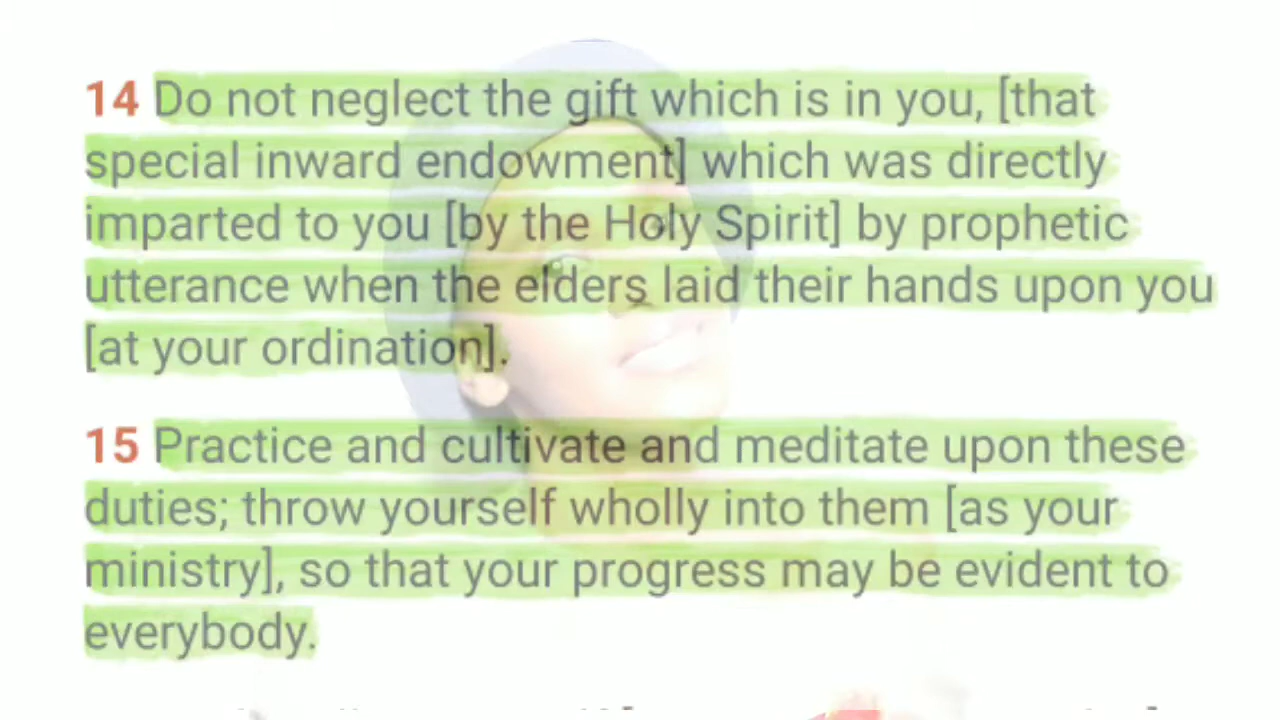 14 Do not neglect the gift which is in you, [that
special inward endowment] which was directly
imparted to you [by the Holy Spirit] by prophetic
utterance when the elders laid their hands upon you
[at your ordination].
15 Practice and cultivate and meditate upon these
duties; throw yourself wholly into them [as your
ministry], so that your progress may be evident to
everybody.